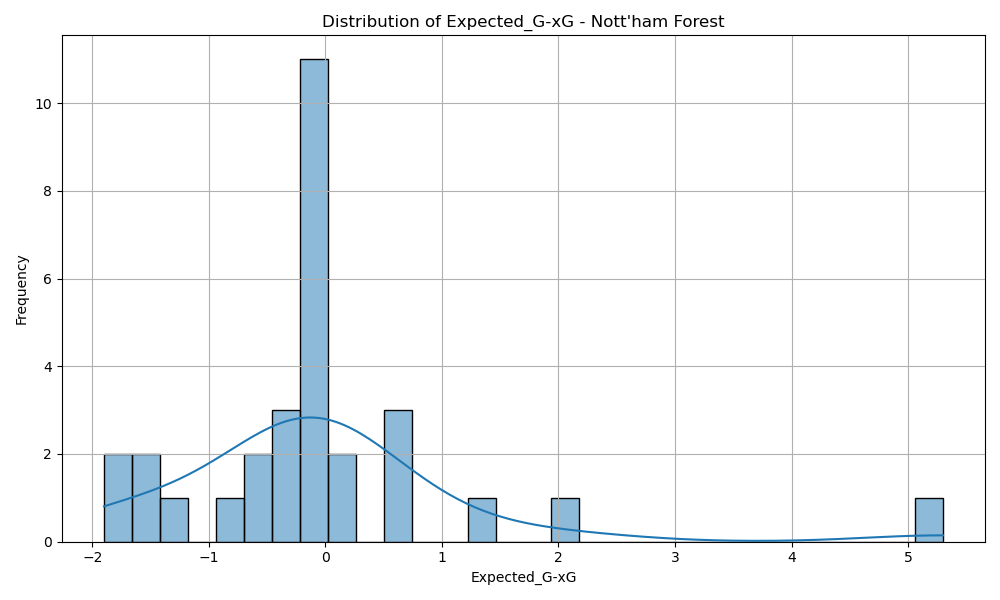 Distribution of Expected_G-xG - Nott'ham Forest
Frequency
10
8
6
4
2
0
−2 −1 0 1 2 3 4 5
Expected_G-xG